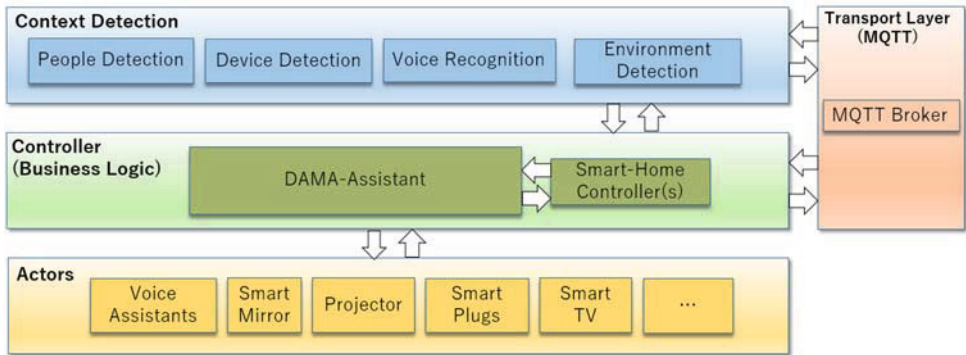 Context Detection
People Detection
Device Detection
Voice Recognition
Environment
Detection
Transport Layer
(MQTT)
MQTT Broker
Controller
(Business Logic)
DAMA-Assistant
Smart-Home
Controller(s)
Actors
Voice
Assistants
Smart
Mirror
Projector
Smart
Plugs
Smart
TV
...